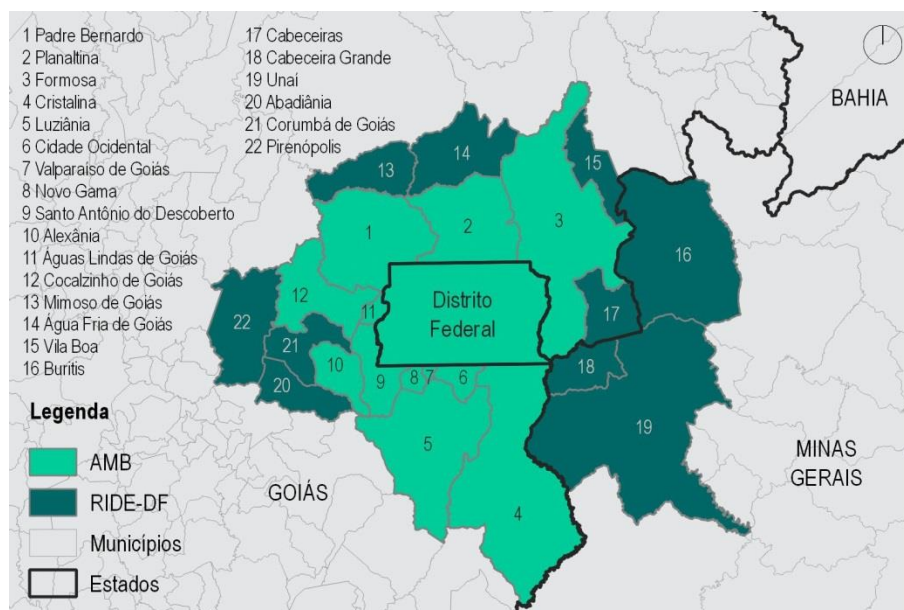 1 Padre Bernardo
2 Planaltina
3 Formosa
4 Cristalina
5 Luziânia
6 Cidade Ocidental
7 Valparaíso de Goiás
8 Novo Gama
9 Santo Antônio do Descoberto
10 Alexânia
11 Águas Lindas de Goiás
12 Cocalzinho de Goiás
13 Mimoso de Goiás
14 Água Fria de Goiás
15 Vila Boa
16 Buritis
17 Cabeceiras
18 Cabeceira Grande
19 Unaí
20 Abadiânia
21 Corumbá de Goiás
22 Pirenópolis
BAHIA
13
14
15
1
2
3
16
12
11
Distrito
Federal
17
22
21
10
20
9
8
7
6
18
5
19
4
MINAS
GERAIS
GOIÁS
Legenda
AMB
RIDE-DF
Municípios
Estados